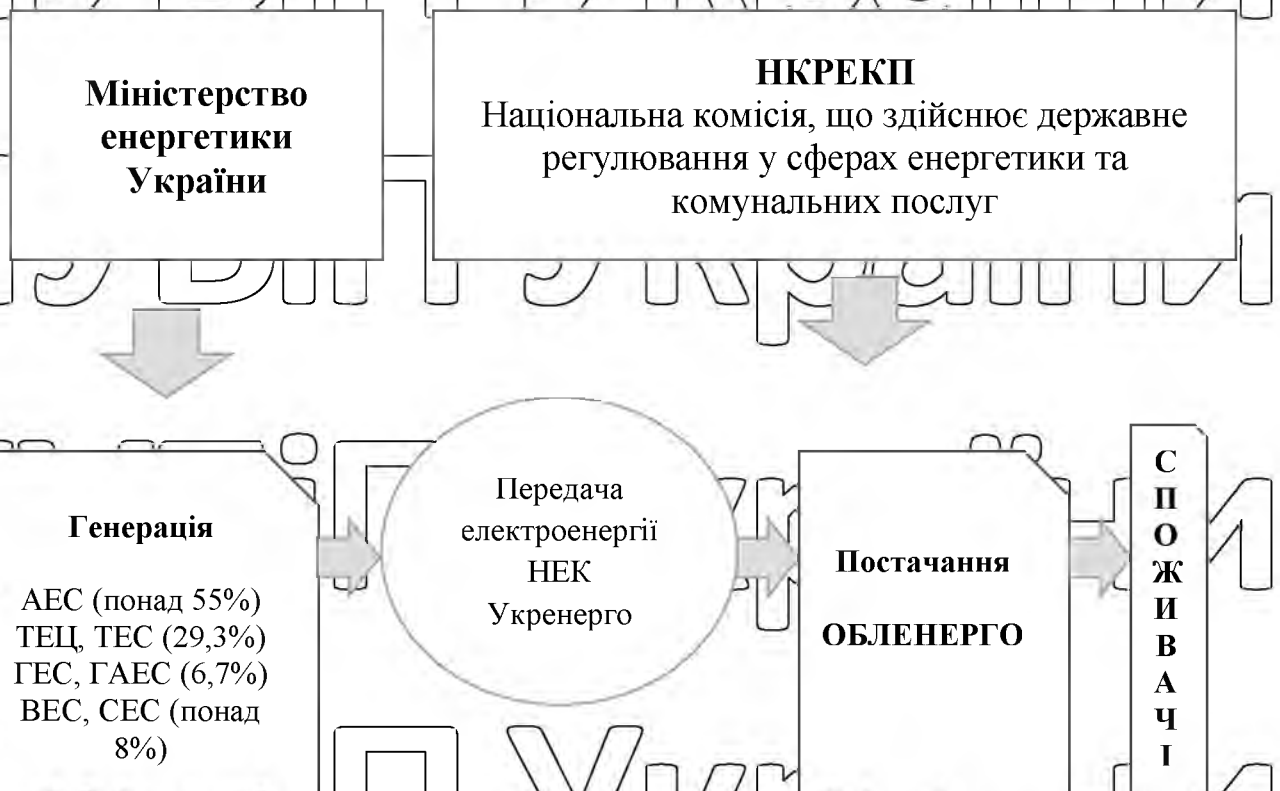 Міністерство
енергетики
України
НКРЕКП
Національна комісія, що здійснює державне
регулювання у сферах енергетики та
комунальних послуг
Генерація
АЕС (понад 55%)
ТЕЦ, ТЕС (29,3%)
ГЕС, ГАЕС (6,7%)
ВЕС, СЕС (понад
8%)
Передача
електроенергії
НЕК
Укренерго
Постачання
ОБЛЕНЕРГО
С
П
О
Ж
И
В
А
Ч
І